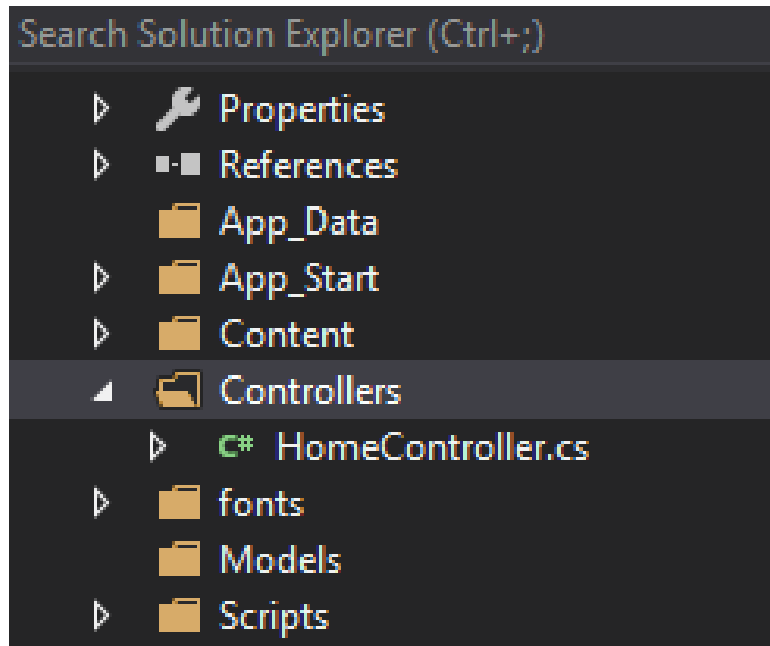 Search Solution Explorer (Ctrl+;)
Properties
References
App_Data
App_Start
Content
Controllers
C# HomeController.cs
fonts
Models
Scripts